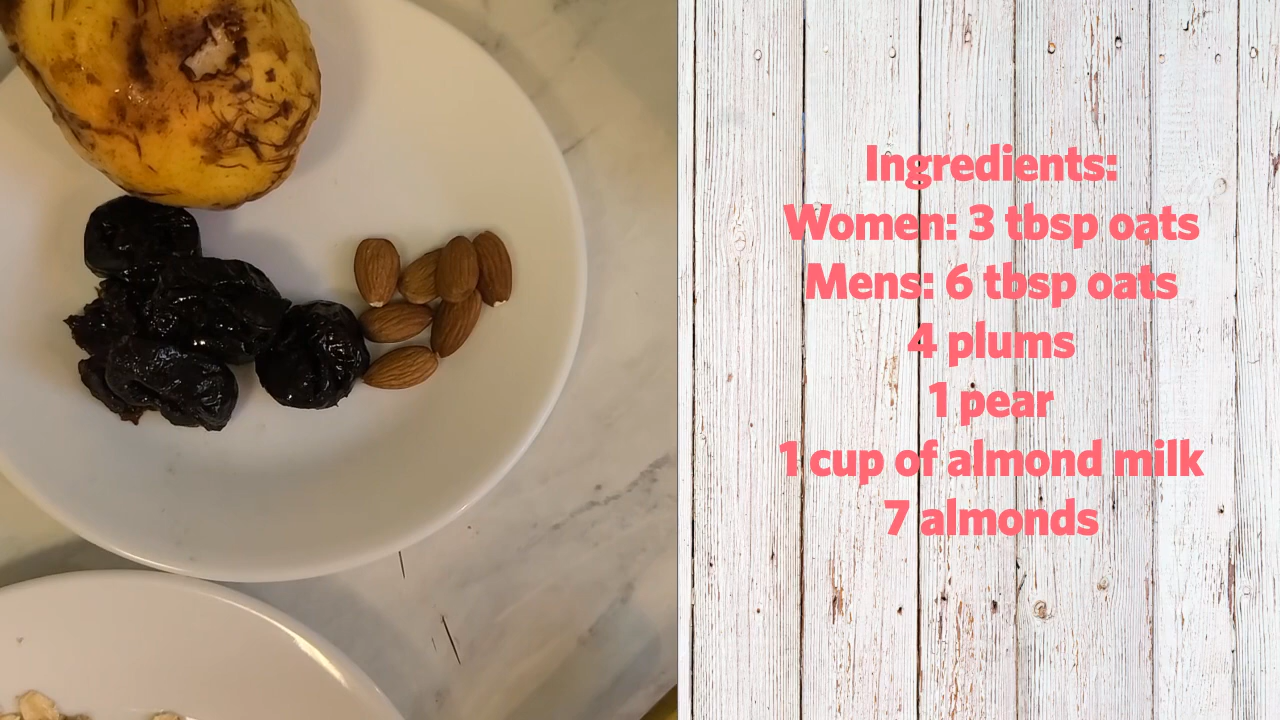 Ingredients:
Women: 3 tbsp oats
Mens: 6 tbsp oats
4 plums
1 pear
1 cup of almond milk
7 almonds